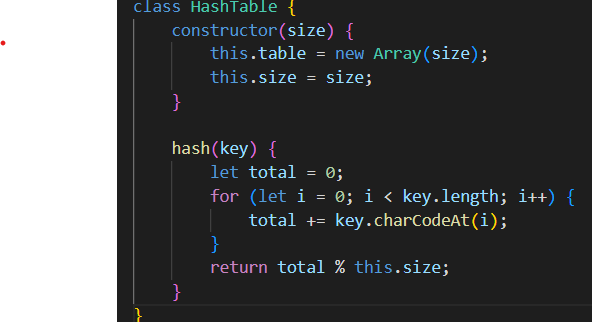 class HashTable {
    constructor(size) {
        this.table = new Array(size);
        this.size = size;
    }

    hash(key) {
        let total = 0;
        for (let i = 0; i < key.length; i++) {
            total += key.charCodeAt(i);
        }
        return total % this.size;
    }
}